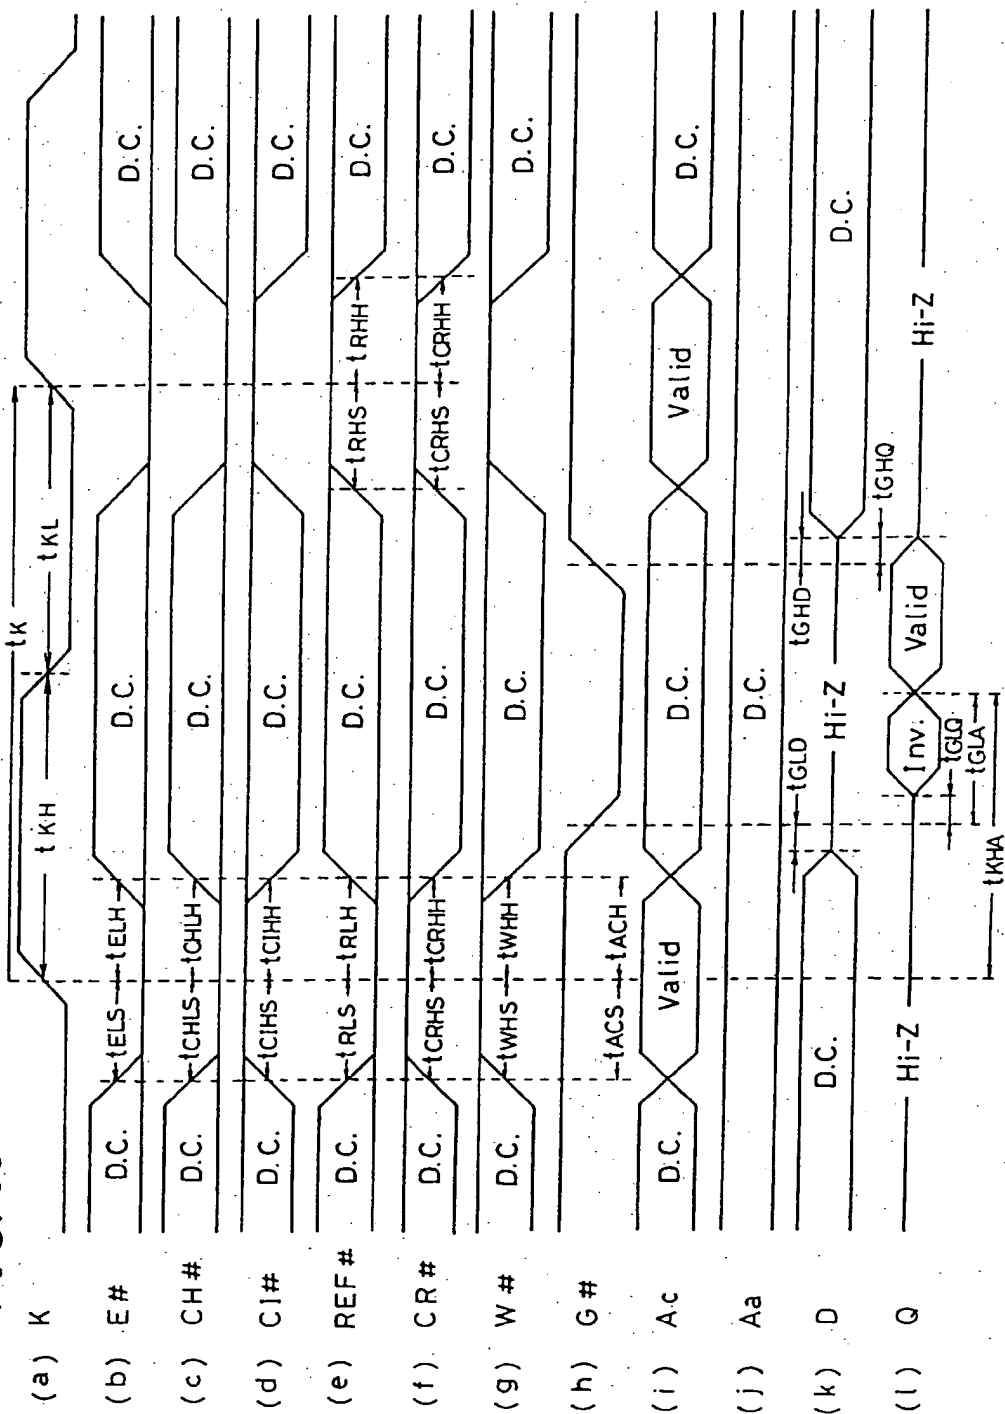 (a) K tKH tKL tK
(b) E# D.C. tELS tELH D.C. D.C.
(c) CH# D.C. tCHLS tCHLH D.C. D.C.
(d) CI# D.C. tCIHS tCIHH D.C. D.C.
(e) REF# D.C. tRLS tRLH D.C. tRHS tRHH D.C.
(f) CR# D.C. tCRHS tCRHH D.C. tCRHS tCRHH D.C.
(g) W# D.C. tWHS tWHH D.C. D.C.
(h) G# tACS tACH
(i) Ac D.C. Valid D.C. Valid D.C.
(j) Aa D.C.
(k) D D.C. tGLD Hi-Z tGHD D.C.
(l) Q Hi-Z Inv. Valid tGHQ Hi-Z
tGLQ
tGLA
tKHA